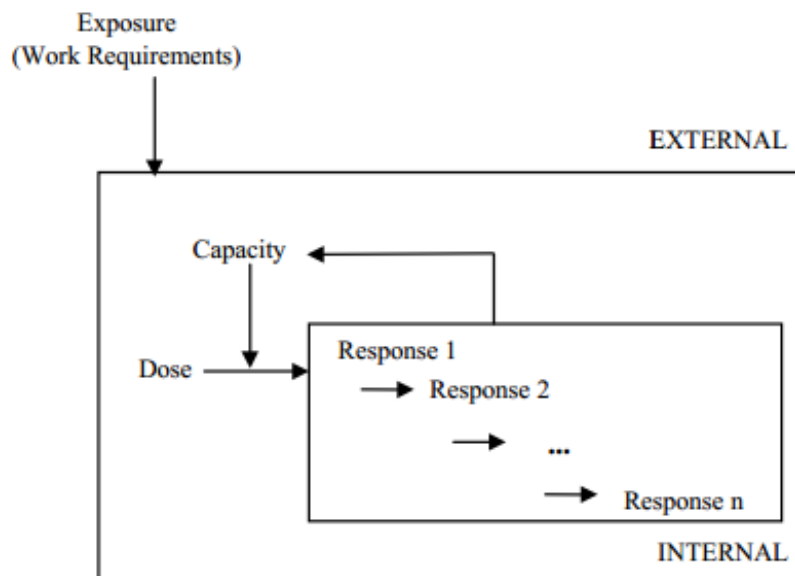 Exposure
(Work Requirements)
EXTERNAL
Capacity
Response 1
Dose
Response 2
...
Response n
INTERNAL